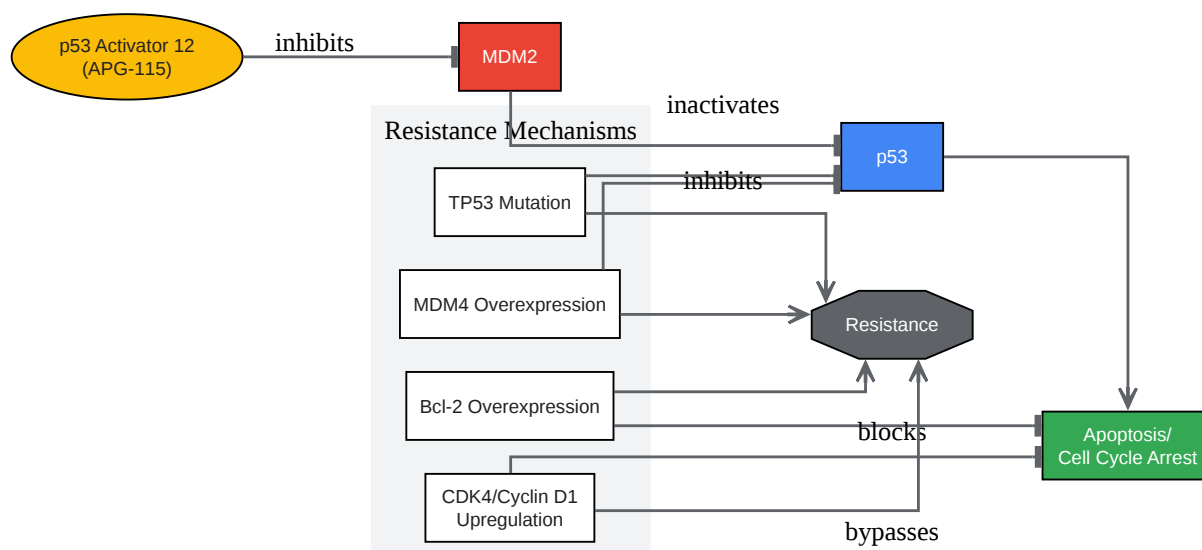 p53 Activator 12
(APG-115)
inhibits
MDM2
inactivates
Resistance Mechanisms
p53
inhibits
TP53 Mutation
MDM4 Overexpression
Resistance
Bcl-2 Overexpression
blocks
Apoptosis/
Cell Cycle Arrest
CDK4/Cyclin D1
Upregulation
bypasses